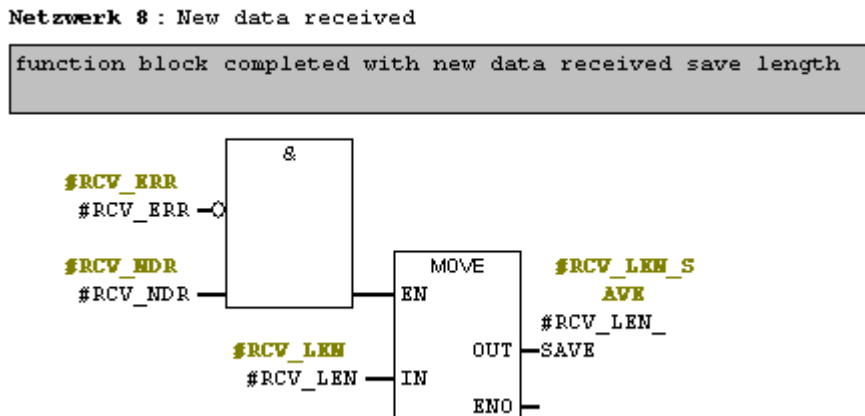 Netzwerk 8 : New data received
function block completed with new data received save length
&
#RCV_ERR
#RCV_ERR
#RCV_NDR
#RCV_NDR
MOVE
EN
#RCV_LEN_S
AVE
#RCV_LEN_
OUT
SAVE
#RCV_LEN
#RCV_LEN
IN
ENO